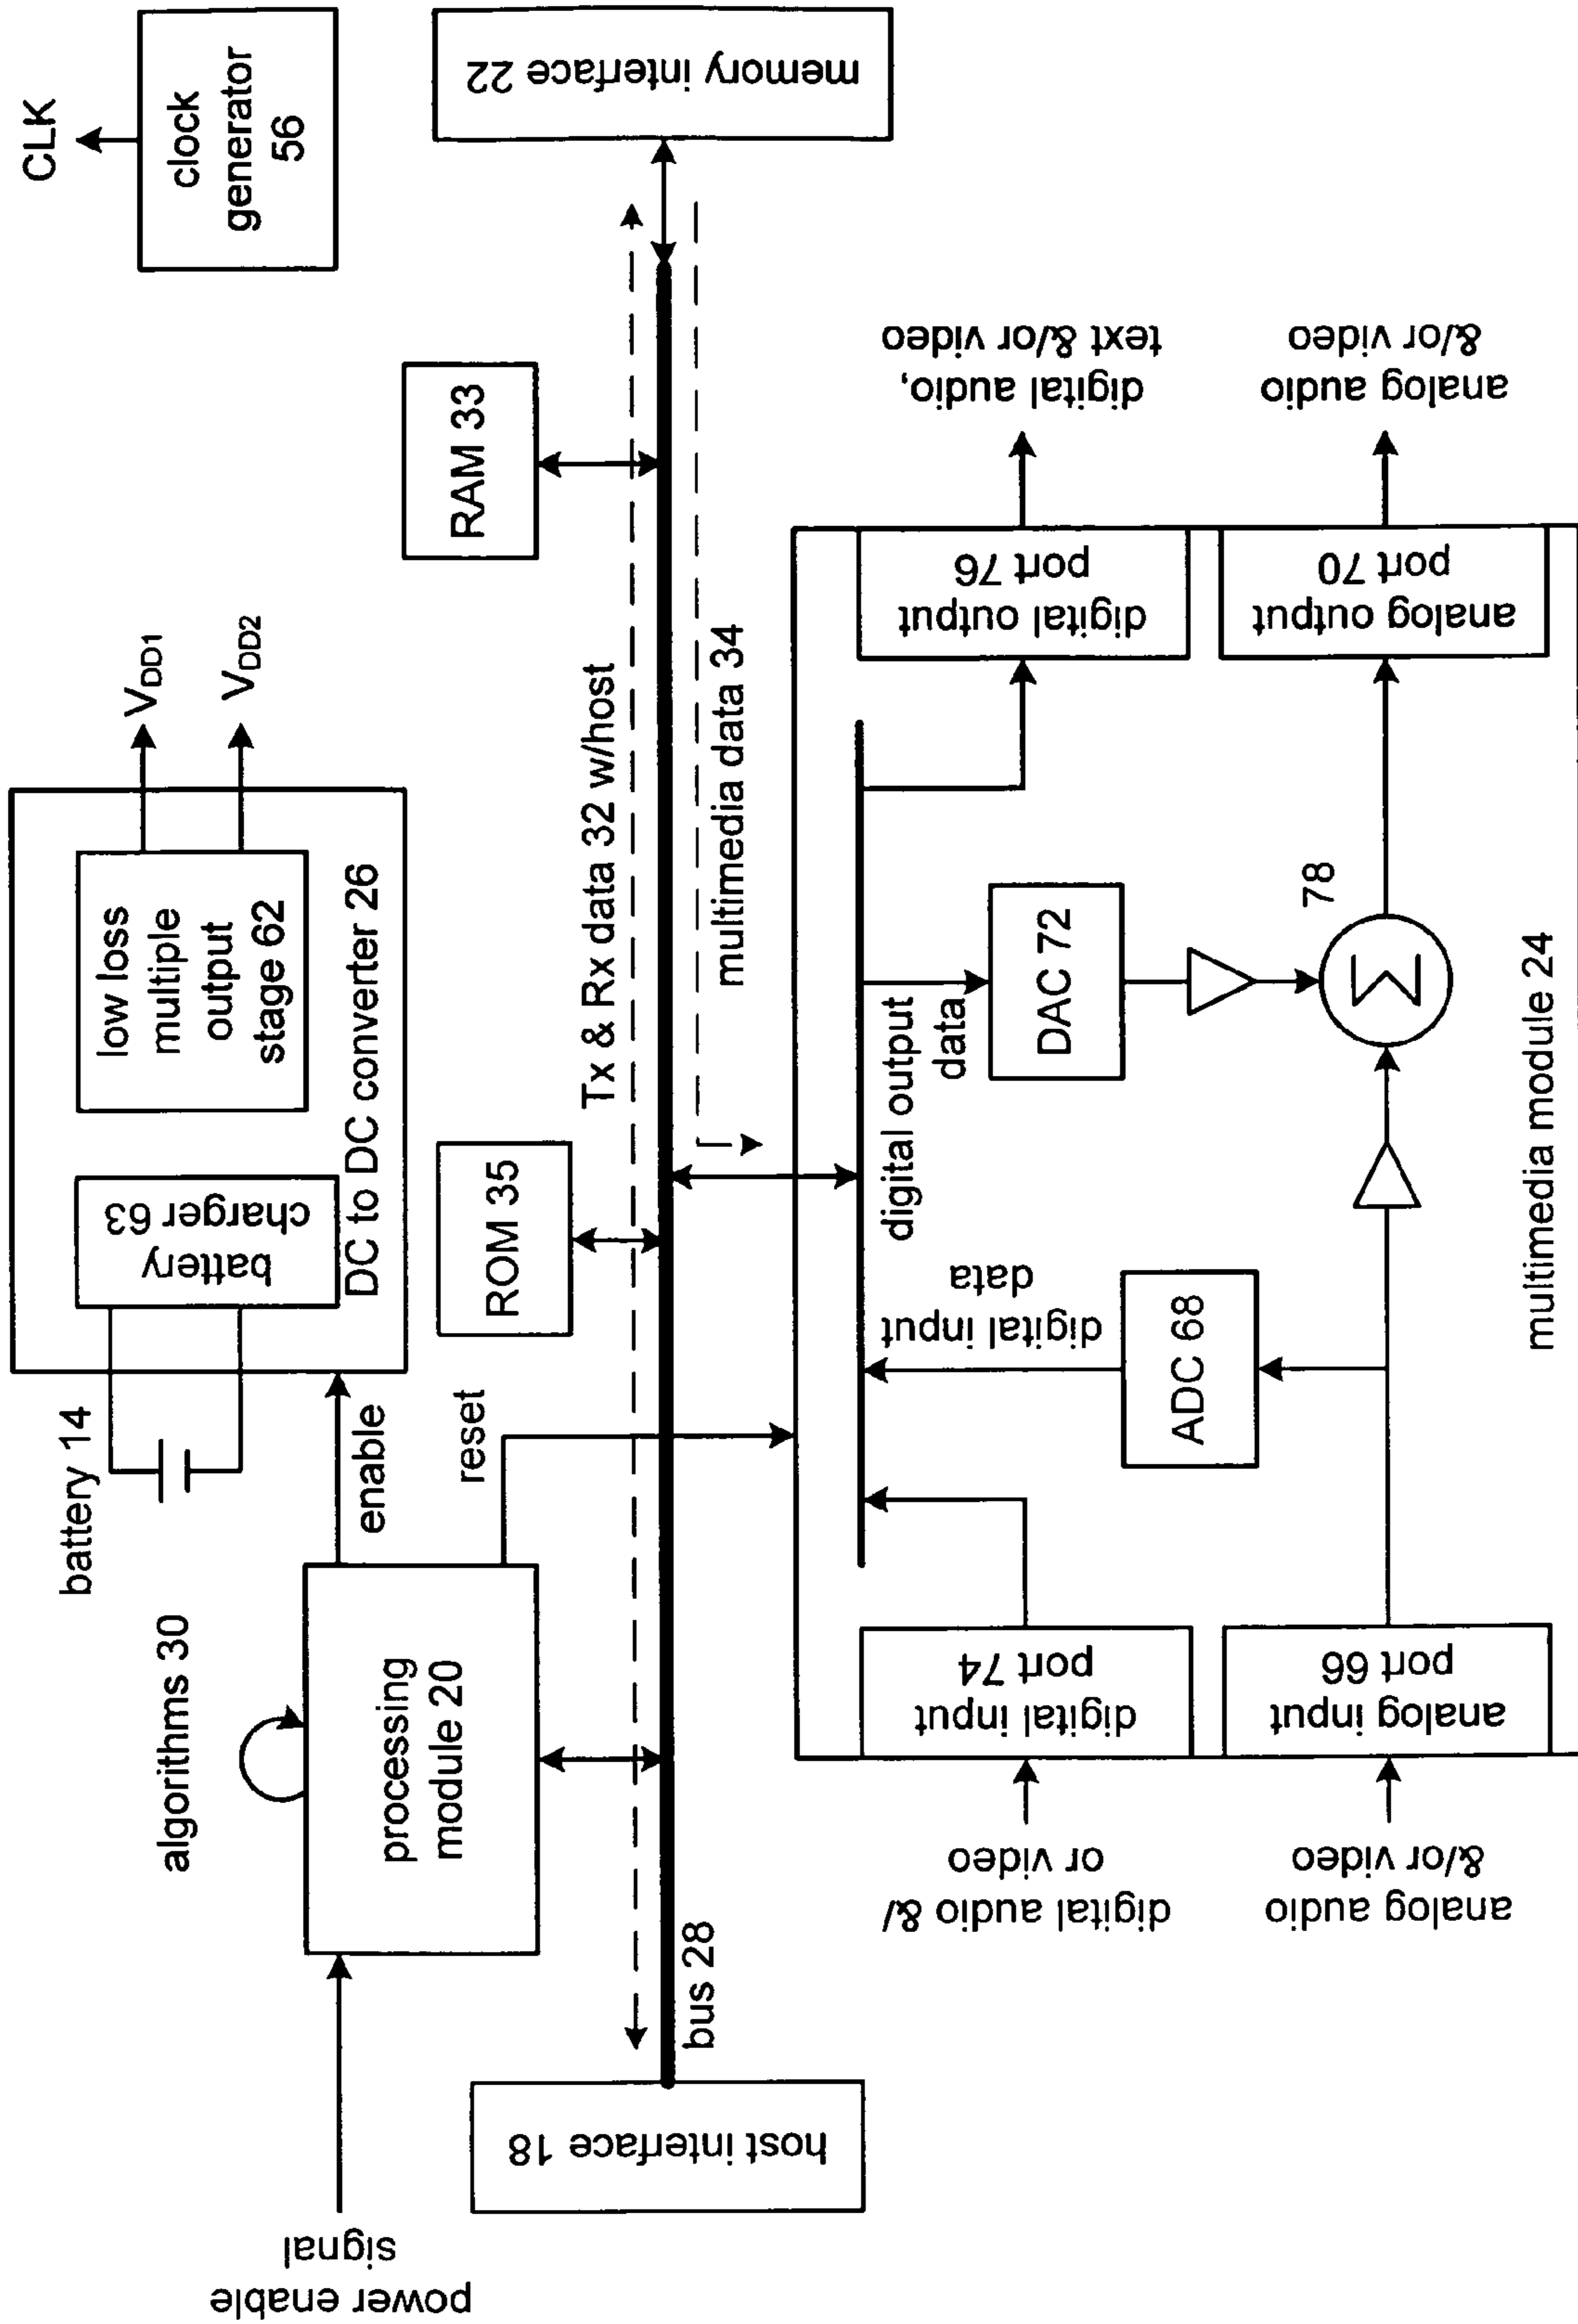 power enable
signal
algorithms 30
processing
module 20
enable
reset
battery 14
battery
charger 63
low loss
multiple
output
stage 62
DC to DC converter 26
VDD1
VDD2
CLK
clock
generator
56
host interface 18
bus 28
ROM 35
Tx & Rx data 32 w/host
multimedia data 34
RAM 33
memory interface 22
digital audio &/
or video
digital input
port 74
analog audio
&/or video
analog input
port 66
digital input
data
ADC 68
digital output
data
DAC 72
Σ
78
digital output
port 76
digital audio,
text &/or video
analog output
port 70
analog audio
&/or video
multimedia module 24